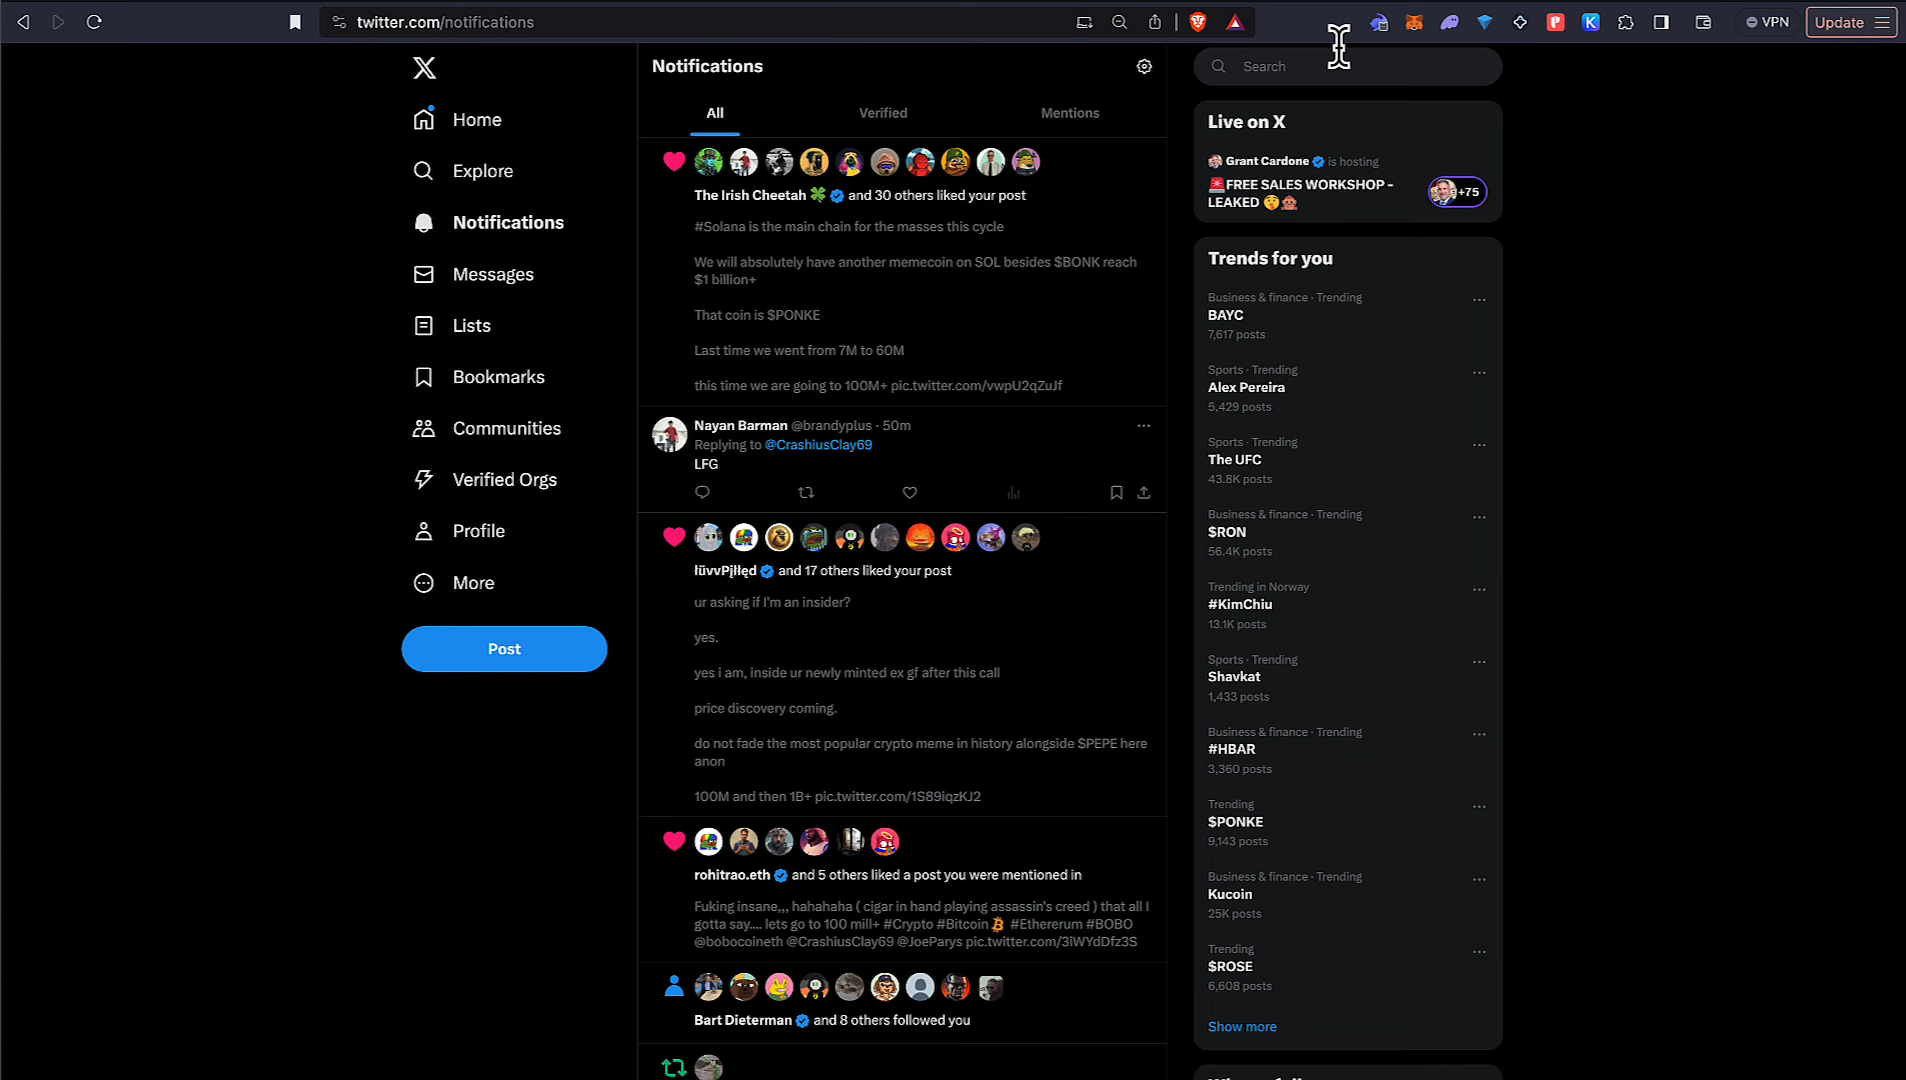 twitter.com/notifications
VPN
Update
Home
Explore
Notifications
Messages
Lists
Bookmarks
Communities
Verified Orgs
Profile
More
Post
Notifications
All
Verified
Mentions
The Irish Cheetah 🍀 and 30 others liked your post
#Solana is the main chain for the masses this cycle
We will absolutely have another memecoin on SOL besides $BONK reach
$1 billion+
That coin is $PONKE
Last time we went from 7M to 60M
this time we are going to 100M+ pic.twitter.com/vwpU2qZuJf
Nayan Barman @brandyplus · 50m
Replying to @CrashiusClay69
LFG
łüvvPįłłęd and 17 others liked your post
ur asking if I'm an insider?
yes.
yes i am, inside ur newly minted ex gf after this call
price discovery coming.
do not fade the most popular crypto meme in history alongside $PEPE here
anon
100M and then 1B+ pic.twitter.com/1S89iqzKJ2
rohitrao.eth and 5 others liked a post you were mentioned in
Fuking insane,,, hahahaha ( cigar in hand playing assassin's creed ) that all I
gotta say.... lets go to 100 mill+ #Crypto #Bitcoin #Ethererum #BOBO
@bobocoineth @CrashiusClay69 @JoeParys pic.twitter.com/3iWYdDfz3S
Bart Dieterman and 8 others followed you
Search
Live on X
Grant Cardone is hosting
🚨FREE SALES WORKSHOP -
LEAKED 🤫🙊
+75
Trends for you
Business & finance · Trending
BAYC
7,617 posts
Sports · Trending
Alex Pereira
5,429 posts
Sports · Trending
The UFC
43.8K posts
Business & finance · Trending
$RON
56.4K posts
Trending in Norway
#KimChiu
13.1K posts
Sports · Trending
Shavkat
1,433 posts
Business & finance · Trending
#HBAR
3,360 posts
Trending
$PONKE
9,143 posts
Business & finance · Trending
Kucoin
25K posts
Trending
$ROSE
6,608 posts
Show more